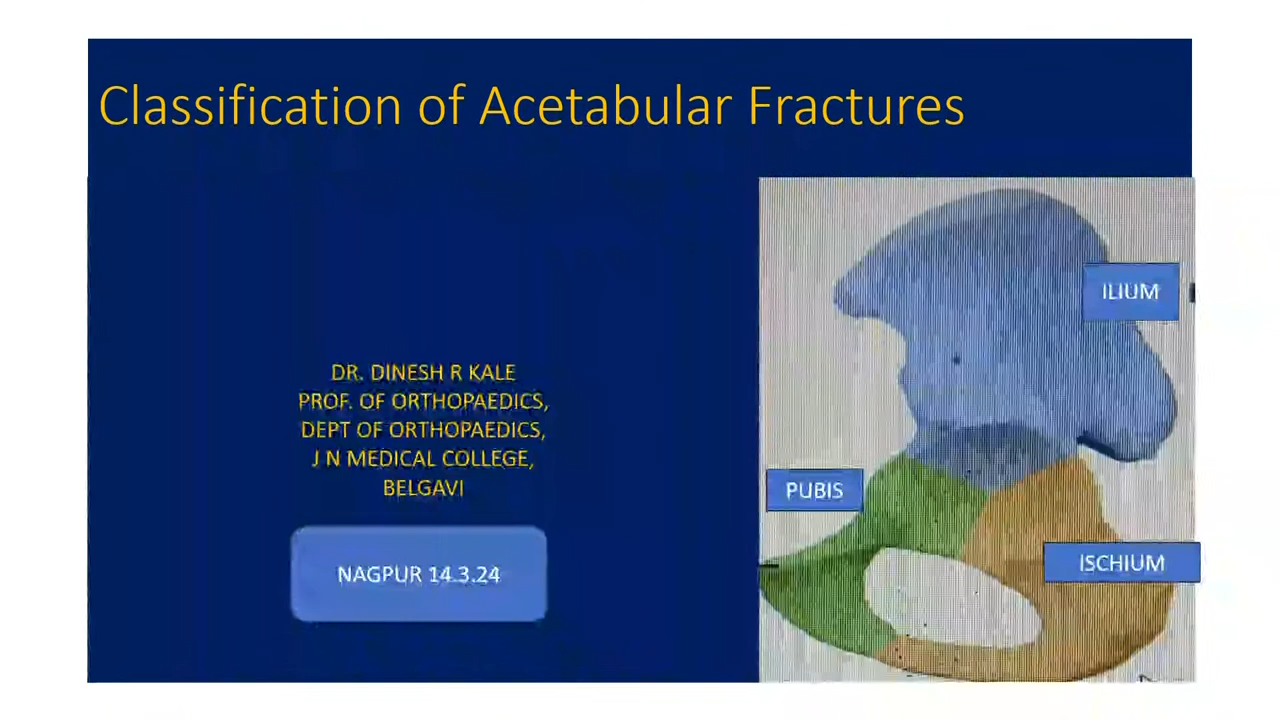 Classification of Acetabular Fractures
DR. DINESH R KALE
PROF. OF ORTHOPAEDICS,
DEPT OF ORTHOPAEDICS,
J N MEDICAL COLLEGE,
BELGAVI
NAGPUR 14.3.24
ILIUM
PUBIS
ISCHIUM